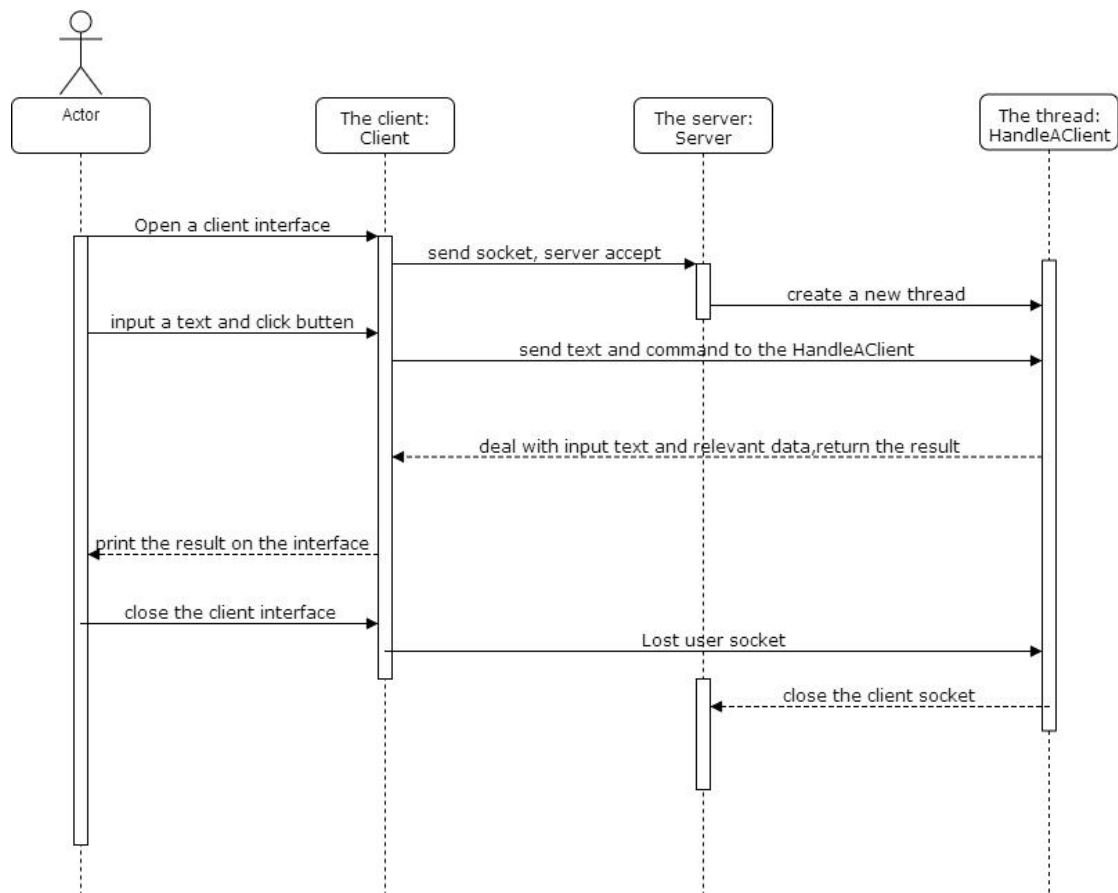 Actor
The client:
Client
The server:
Server
The thread:
HandleAClient
Open a client interface
send socket, server accept
create a new thread
input a text and click butten
send text and command to the HandleAClient
deal with input text and relevant data,return the result
print the result on the interface
close the client interface
Lost user socket
close the client socket